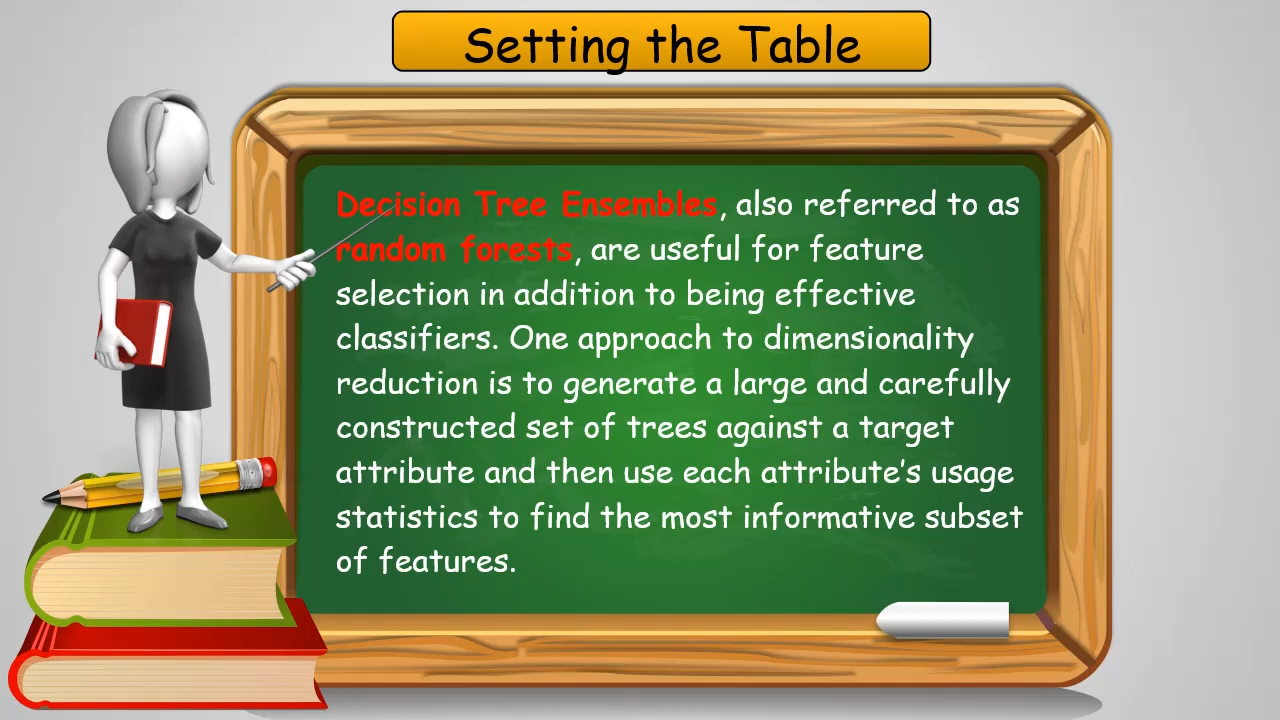 Setting the Table
Decision Tree Ensembles, also referred to as
random forests, are useful for feature
selection in addition to being effective
classifiers. One approach to dimensionality
reduction is to generate a large and carefully
constructed set of trees against a target
attribute and then use each attribute’s usage
statistics to find the most informative subset
of features.